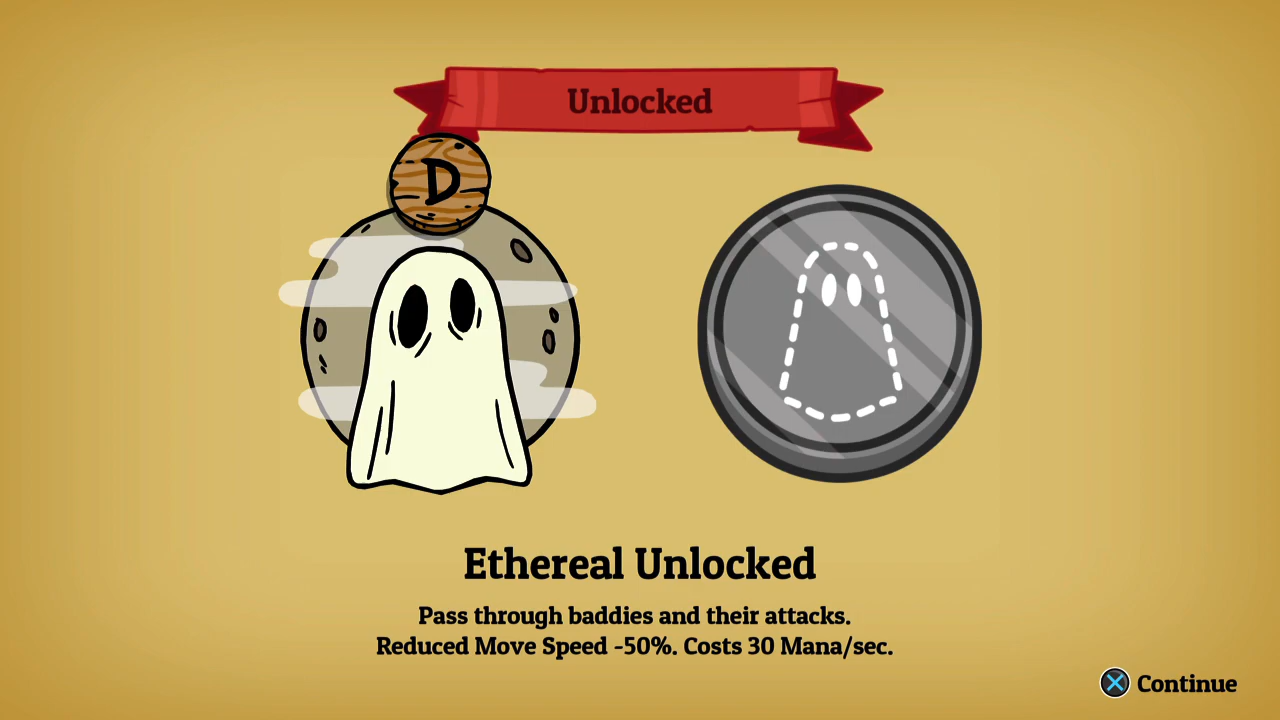 Unlocked
D
Ethereal Unlocked
Pass through baddies and their attacks.
Reduced Move Speed -50%. Costs 30 Mana/sec.
Continue